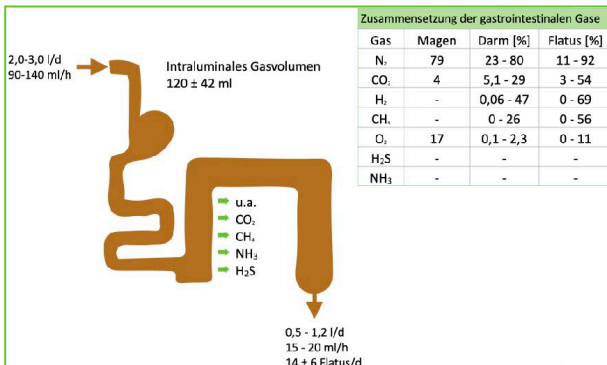 2,0-3,0 l/d
90-140 ml/h
Intraluminales Gasvolumen
120 ± 42 ml
u.a.
CO₂
CH₄
NH₃
H₂S
0,5 - 1,2 l/d
15 - 20 ml/h
14 ± 6 Flatus/d
Zusammensetzung der gastrointestinalen Gase
Gas Magen Darm [%] Flatus [%]
N₂ 79 23 - 80 11 - 92
CO₂ 4 5,1 - 29 3 - 54
H₂ - 0,06 - 47 0 - 69
CH₄ - 0 - 26 0 - 56
O₂ 17 0,1 - 2,3 0 - 11
H₂S - - -
NH₃ - - -